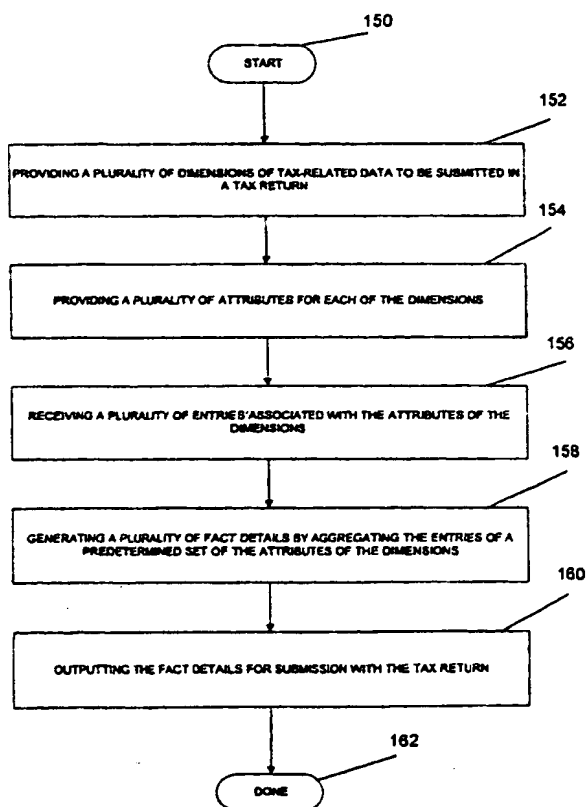 150
START
152
PROVIDING A PLURALITY OF DIMENSIONS OF TAX-RELATED DATA TO BE SUBMITTED IN
A TAX RETURN
154
PROVIDING A PLURALITY OF ATTRIBUTES FOR EACH OF THE DIMENSIONS
156
RECEIVING A PLURALITY OF ENTRIES ASSOCIATED WITH THE ATTRIBUTES OF THE
DIMENSIONS
158
GENERATING A PLURALITY OF FACT DETAILS BY AGGREGATING THE ENTRIES OF A
PREDETERMINED SET OF THE ATTRIBUTES OF THE DIMENSIONS
160
OUTPUTTING THE FACT DETAILS FOR SUBMISSION WITH THE TAX RETURN
162
DONE